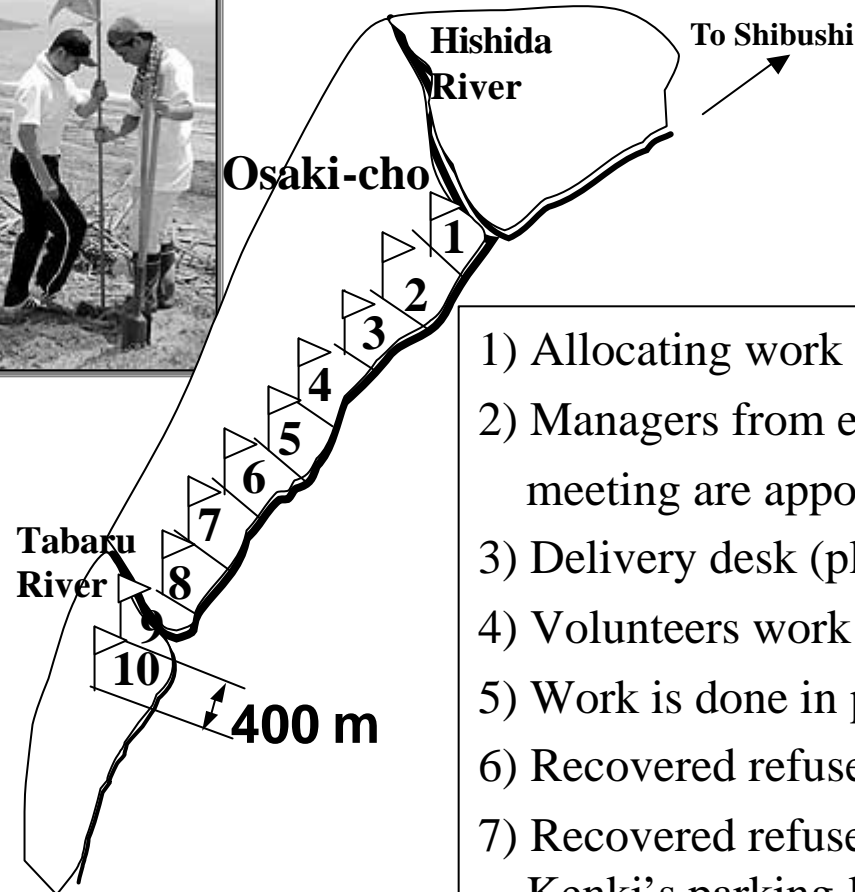 Hishida
River
To Shibushi
Osaki-cho
1
2
3
4
5
6
7
8
9
10
Tabaru
River
400 m
1) Allocating work
2) Managers from e
meeting are appo
3) Delivery desk (pl
4) Volunteers work
5) Work is done in p
6) Recovered refuse
7) Recovered refuse
Kenki's parking l